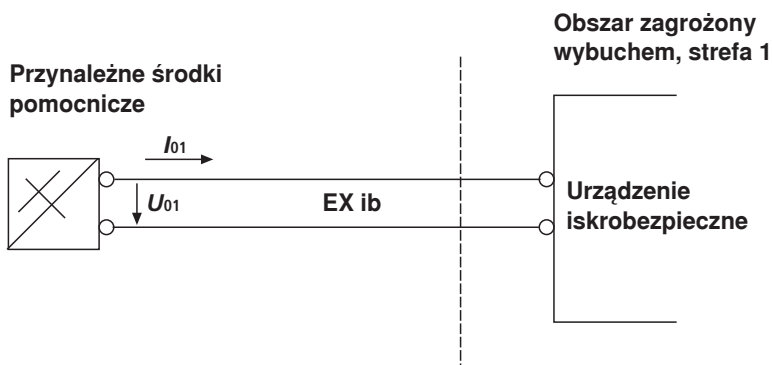 Obszar zagrożony
wybuchem, strefa 1
Przynależne środki
pomocnicze
I01
U01
EX ib
Urządzenie
iskrobezpieczne